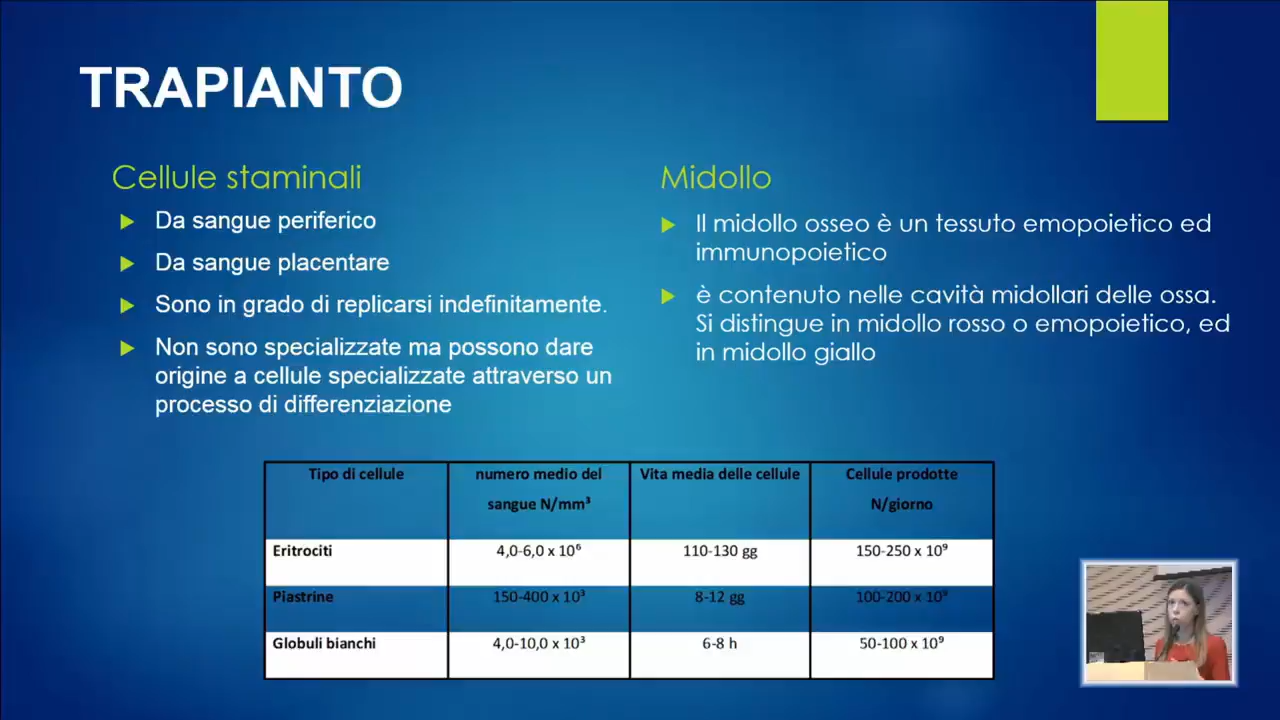 TRAPIANTO
Cellule staminali
Da sangue periferico
Da sangue placentare
Sono in grado di replicarsi indefinitamente.
Non sono specializzate ma possono dare
origine a cellule specializzate attraverso un
processo di differenziazione
Midollo
Il midollo osseo è un tessuto emopoietico ed
immunopoietico
è contenuto nelle cavità midollari delle ossa.
Si distingue in midollo rosso o emopoietico, ed
in midollo giallo
Tipo di cellule numero medio del sangue N/mm³ Vita media delle cellule Cellule prodotte N/giorno
Eritrociti 4,0-6,0 x 10⁶ 110-130 gg 150-250 x 10⁹
Piastrine 150-400 x 10³ 8-12 gg 100-200 x 10⁹
Globuli bianchi 4,0-10,0 x 10³ 6-8 h 50-100 x 10⁹